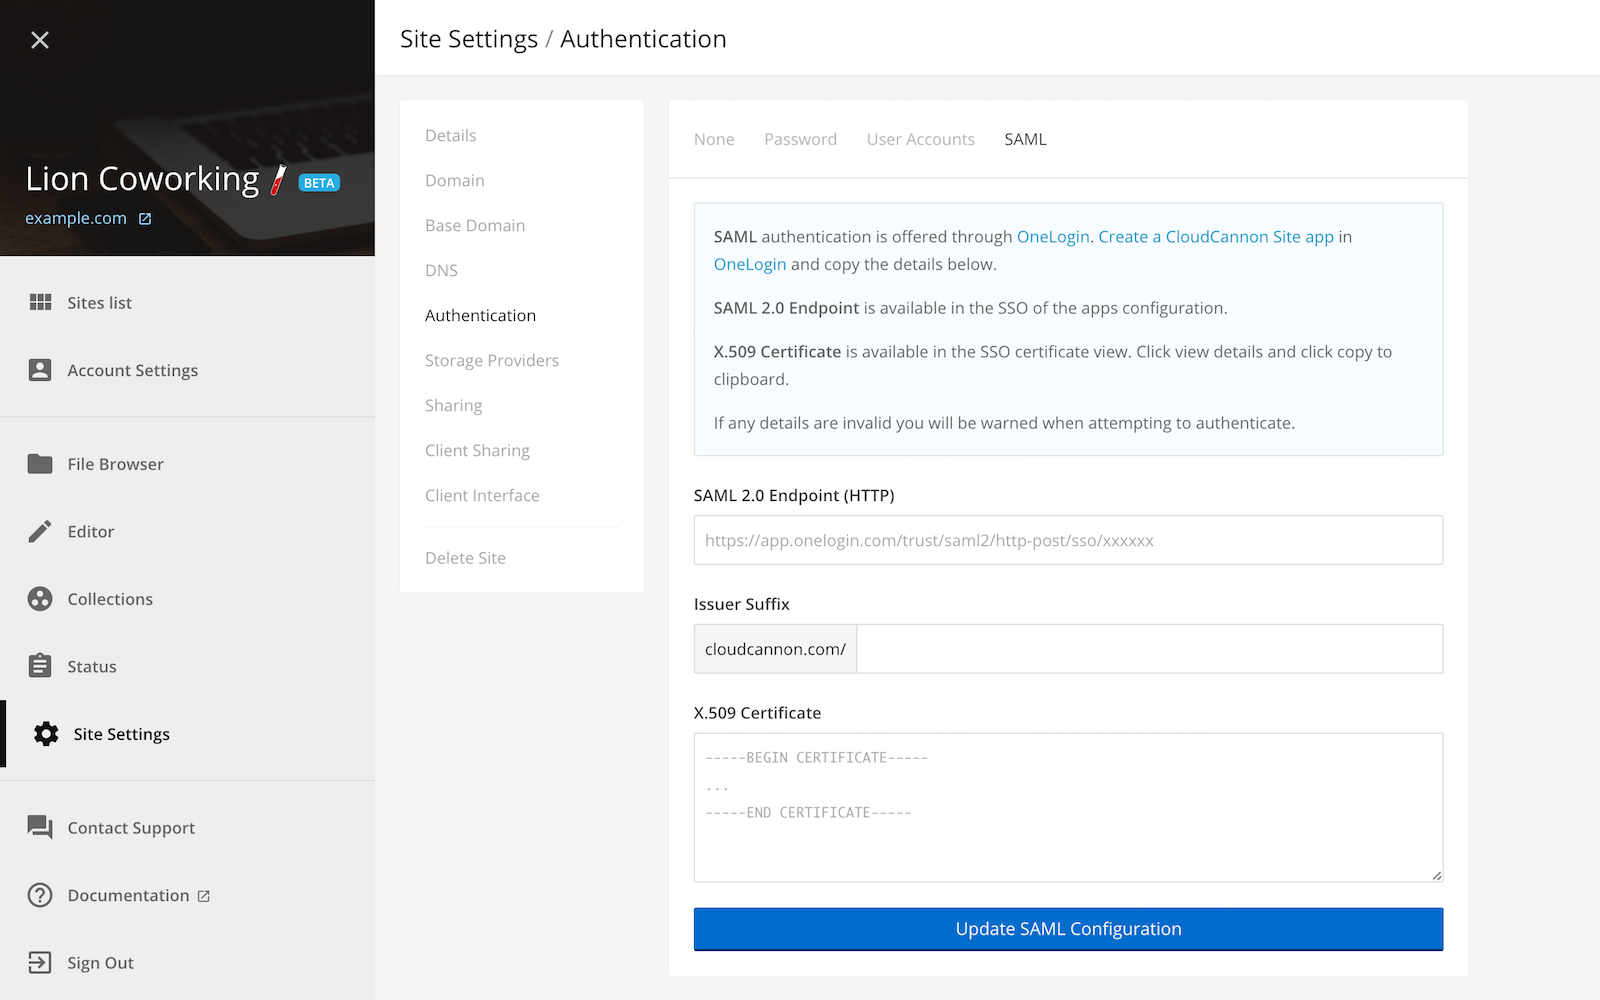 Site Settings / Authentication
Lion Coworking BETA
example.com
Sites list
Account Settings
File Browser
Editor
Collections
Status
Site Settings
Contact Support
Documentation
Sign Out
Details
Domain
Base Domain
DNS
Authentication
Storage Providers
Sharing
Client Sharing
Client Interface
Delete Site
None Password User Accounts SAML
SAML authentication is offered through OneLogin. Create a CloudCannon Site app in
OneLogin and copy the details below.
SAML 2.0 Endpoint is available in the SSO of the apps configuration.
X.509 Certificate is available in the SSO certificate view. Click view details and click copy to
clipboard.
If any details are invalid you will be warned when attempting to authenticate.
SAML 2.0 Endpoint (HTTP)
https://app.onelogin.com/trust/saml2/http-post/sso/xxxxxx
Issuer Suffix
cloudcannon.com/
X.509 Certificate
-----BEGIN CERTIFICATE-----
...
-----END CERTIFICATE-----
Update SAML Configuration